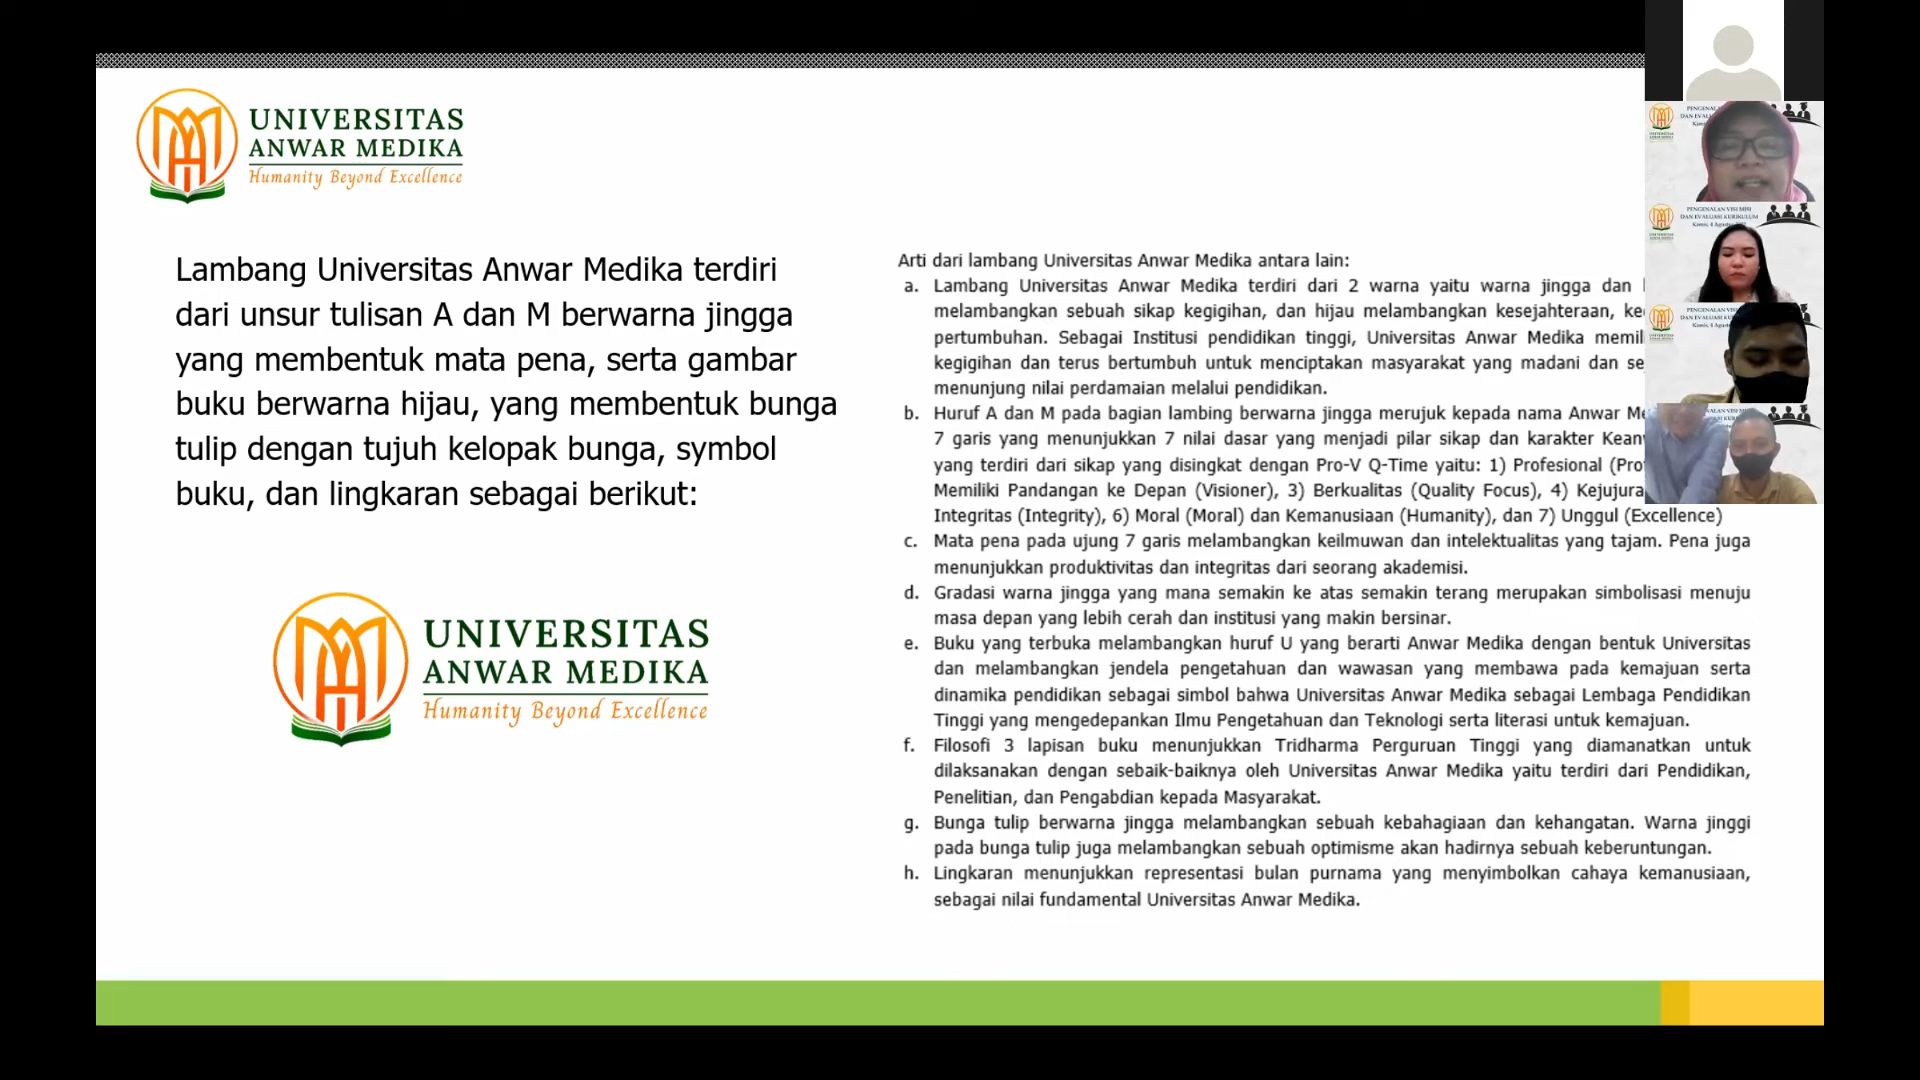 UNIVERSITAS
ANWAR MEDIKA
Humanity Beyond Excellence
Lambang Universitas Anwar Medika terdiri
dari unsur tulisan A dan M berwarna jingga
yang membentuk mata pena, serta gambar
buku berwarna hijau, yang membentuk bunga
tulip dengan tujuh kelopak bunga, symbol
buku, dan lingkaran sebagai berikut:
UNIVERSITAS
ANWAR MEDIKA
Humanity Beyond Excellence
Arti dari lambang Universitas Anwar Medika antara lain:
a. Lambang Universitas Anwar Medika terdiri dari 2 warna yaitu warna jingga dan
melambangkan sebuah sikap kegigihan, dan hijau melambangkan kesejahteraan,
pertumbuhan. Sebagai Institusi pendidikan tinggi, Universitas Anwar Medika
kegigihan dan terus bertumbuh untuk menciptakan masyarakat yang madani dan
menunjung nilai perdamaian melalui pendidikan.
b. Huruf A dan M pada bagian lambing berwarna jingga merujuk kepada nama Anwar
7 garis yang menunjukkan 7 nilai dasar yang menjadi pilar sikap dan karakter
yang terdiri dari sikap yang disingkat dengan Pro-V Q-Time yaitu: 1) Profesional
Memiliki Pandangan ke Depan (Visioner), 3) Berkualitas (Quality Focus), 4)
Integritas (Integrity), 6) Moral (Moral) dan Kemanusiaan (Humanity), dan 7) Unggul (Excellence)
c. Mata pena pada ujung 7 garis melambangkan keilmuwan dan intelektualitas yang tajam. Pena juga
menunjukkan produktivitas dan integritas dari seorang akademisi.
d. Gradasi warna jingga yang mana semakin ke atas semakin terang merupakan simbolisasi menuju
masa depan yang lebih cerah dan institusi yang makin bersinar.
e. Buku yang terbuka melambangkan huruf U yang berarti Anwar Medika dengan bentuk Universitas
dan melambangkan jendela pengetahuan dan wawasan yang membawa pada kemajuan serta
dinamika pendidikan sebagai simbol bahwa Universitas Anwar Medika sebagai Lembaga Pendidikan
Tinggi yang mengedepankan Ilmu Pengetahuan dan Teknologi serta literasi untuk kemajuan.
f. Filosofi 3 lapisan buku menunjukkan Tridharma Perguruan Tinggi yang diamanatkan untuk
dilaksanakan dengan sebaik-baiknya oleh Universitas Anwar Medika yaitu terdiri dari Pendidikan,
Penelitian, dan Pengabdian kepada Masyarakat.
g. Bunga tulip berwarna jingga melambangkan sebuah kebahagiaan dan kehangatan. Warna jinggi
pada bunga tulip juga melambangkan sebuah optimisme akan hadirnya sebuah keberuntungan.
h. Lingkaran menunjukkan representasi bulan purnama yang menyimbolkan cahaya kemanusiaan,
sebagai nilai fundamental Universitas Anwar Medika.
PENGENALAN VISI MISI
DAN EVALUASI KURIKULUM
Kamis, 4 Agustus